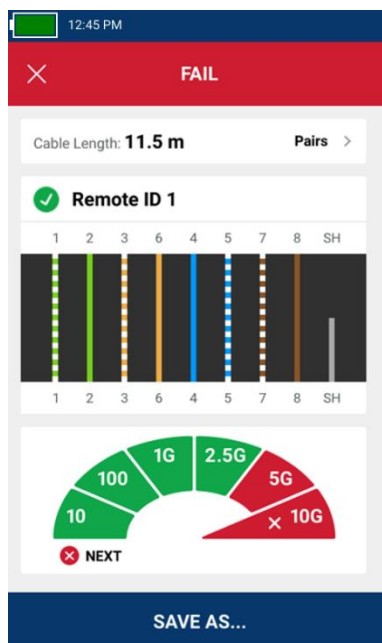 12:45 PM
FAIL
Cable Length: 11.5 m Pairs >
Remote ID 1
1 2 3 6 4 5 7 8 SH
1 2 3 6 4 5 7 8 SH
10 100 1G 2.5G 5G 10G
NEXT
SAVE AS...